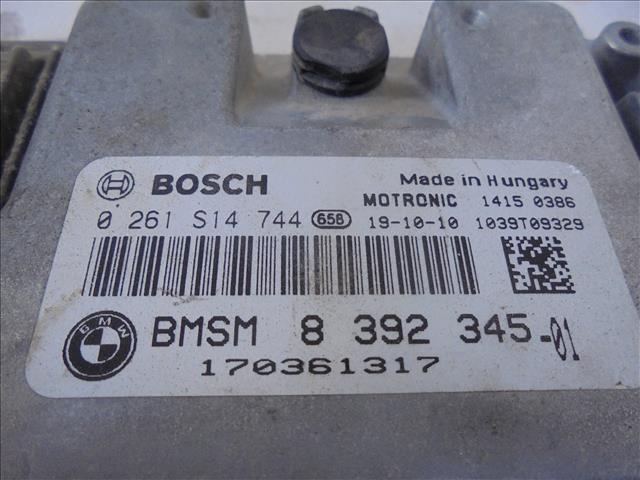 BOSCH
Made in Hungary
MOTRONIC 1415 0386
0 261 S14 744 658 19-10-10 1039T09329
BMW
BMSM 8 392 345-01
170361317